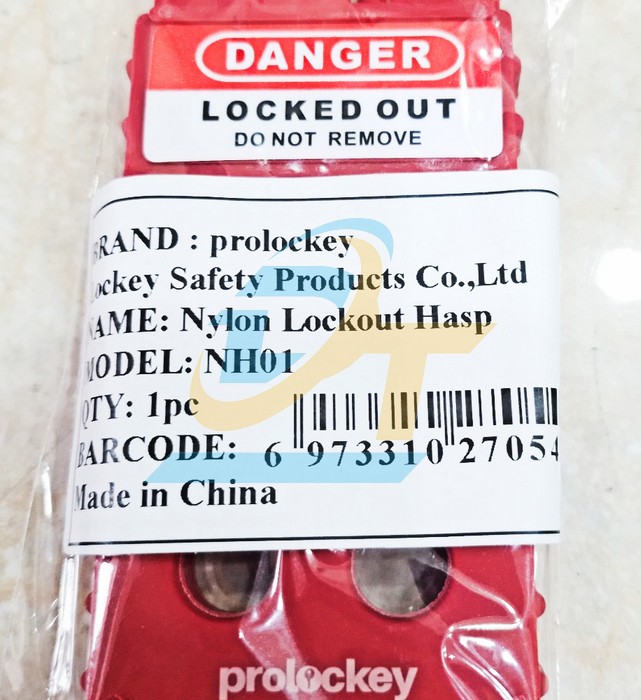 DANGER
LOCKED OUT
DO NOT REMOVE
BRAND : prolockey
Lockey Safety Products Co.,Ltd
NAME: Nylon Lockout Hasp
MODEL: NH01
QTY: 1pc
BARCODE: 6 973310 27054
Made in China
prolockey